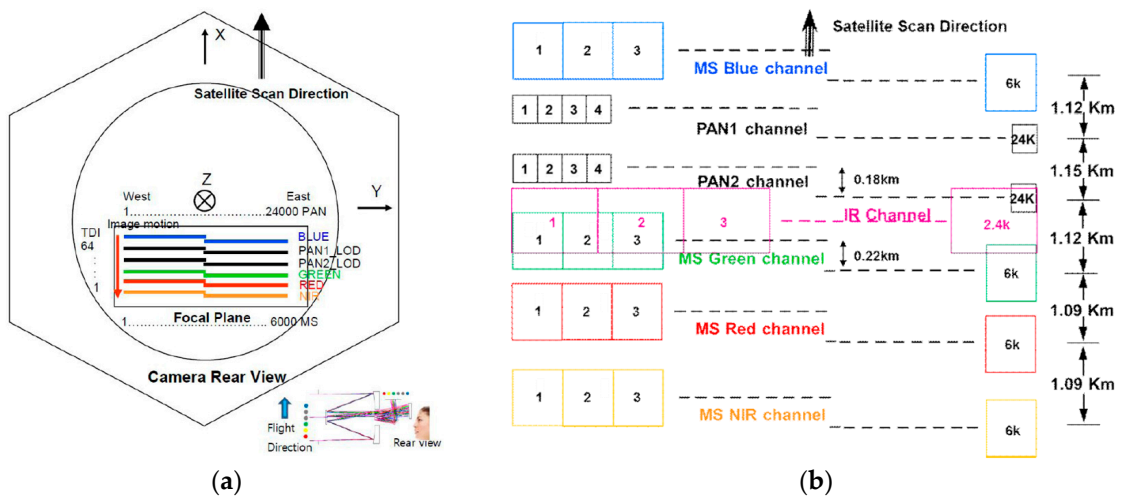 X
Satellite Scan Direction
Z
West East
1...........................24000 PAN
Y
Image motion
TDI
64
1
BLUE
PAN1_LOD
PAN2_LOD
GREEN
RED
NIR
Focal Plane
1...........................6000 MS
Camera Rear View
Flight
Direction
Rear View
(a)
Satellite Scan Direction
1 2 3
MS Blue channel
6k
1.12 Km
1 2 3 4
PAN1 channel
24K
1.15 Km
1 2 3 4
PAN2 channel
0.18km
24K
1 2 3
IR Channel
2.4k
1.12 Km
1 2 3
MS Green channel
0.22km
6k
1.09 Km
1 2 3
MS Red channel
6k
1.09 Km
1 2 3
MS NIR channel
6k
(b)